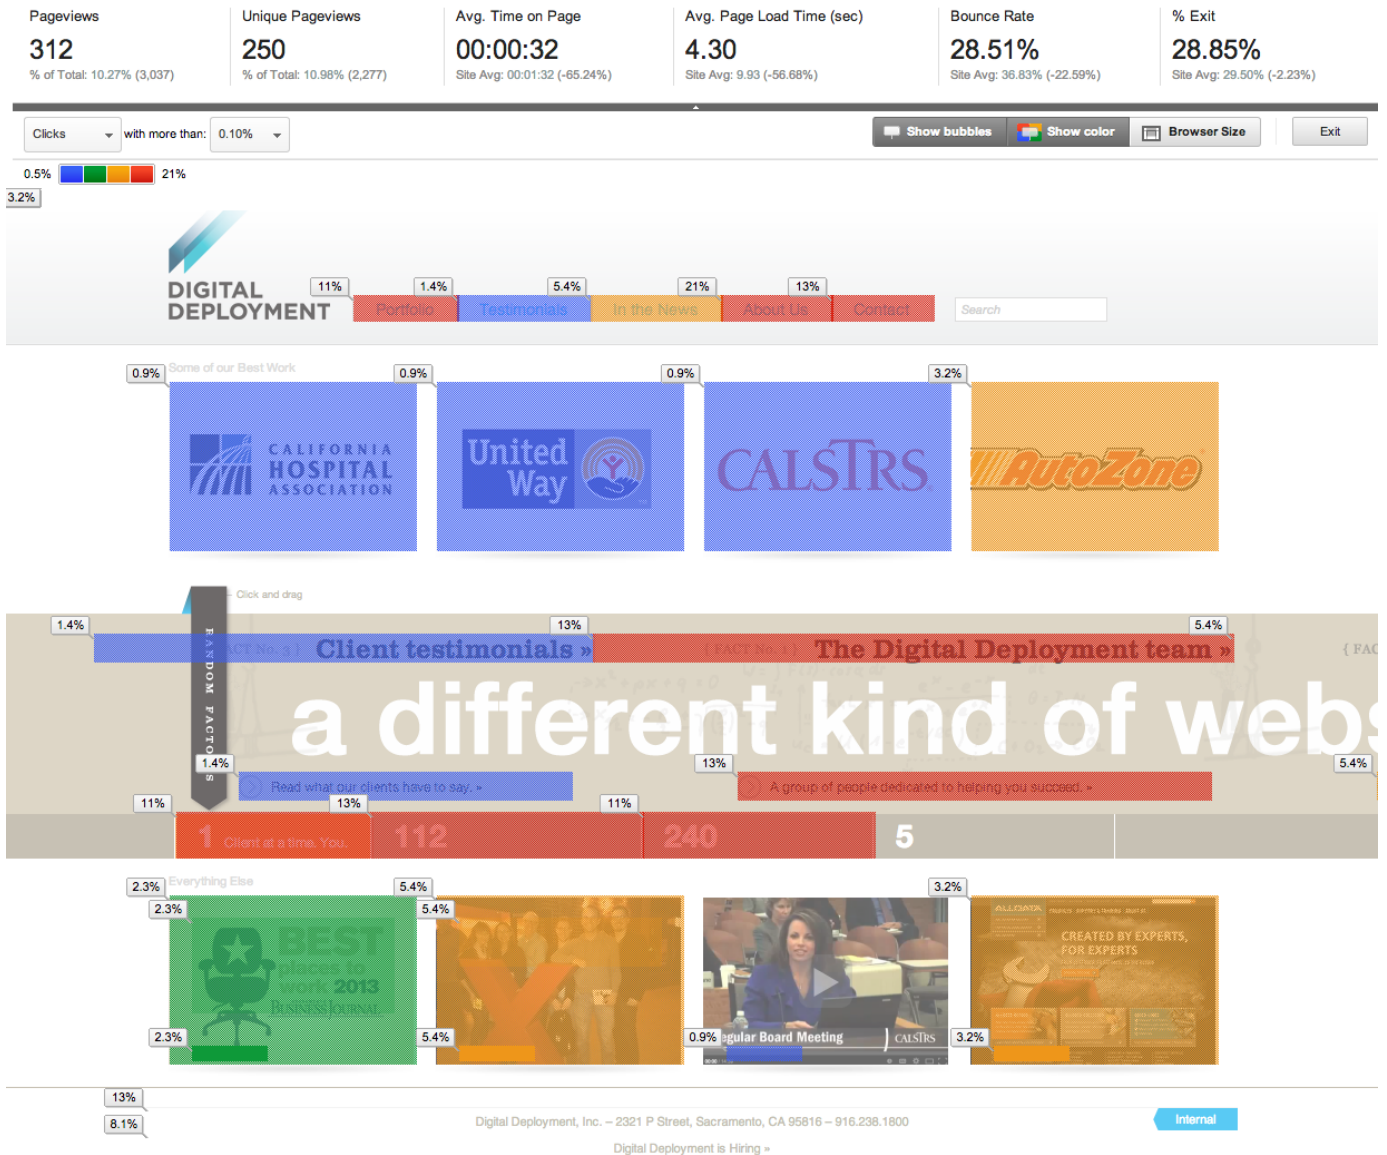 Pageviews Unique Pageviews Avg. Time on Page Avg. Page Load Time (sec) Bounce Rate % Exit
312 250 00:00:32 4.30 28.51% 28.85%
% of Total: 10.27% (3,037) % of Total: 10.98% (2,277) Site Avg: 00:01:32 (-65.24%) Site Avg: 9.93 (-56.68%) Site Avg: 36.83% (-22.59%) Site Avg: 29.50% (-2.23%)
Clicks with more than: 0.10% Show bubbles Show color Browser Size Exit
0.5% 21%
3.2%
DIGITAL
DEPLOYMENT
11% 1.4% 5.4% 21% 13%
Portfolio Testimonials In the News About Us Contact Search
Some of our Best Work
0.9% 0.9% 0.9% 3.2%
CALIFORNIA
HOSPITAL
ASSOCIATION
United
Way
CALSTRS
AutoZone
Click and drag
1.4% 13% 5.4%
RANDOM FACTOIDS
{ FACT No. 3 } Client testimonials » { FACT No. 1 } The Digital Deployment team » { FAC
a different kind of webs
1.4% 13% 5.4%
Read what our clients have to say. » A group of people dedicated to helping you succeed. »
11% 13% 11%
1 Client at a time. You. 112 240 5
Everything Else
2.3% 5.4% 3.2%
2.3% 5.4%
BEST
places to
work 2013
BUSINESS JOURNAL
ALLDATA
CREATED BY EXPERTS,
FOR EXPERTS
2.3% 5.4% 0.9% egular Board Meeting CALSTRS 3.2%
13%
8.1%
Digital Deployment, Inc. – 2321 P Street, Sacramento, CA 95816 – 916.238.1800
Internal
Digital Deployment is Hiring »